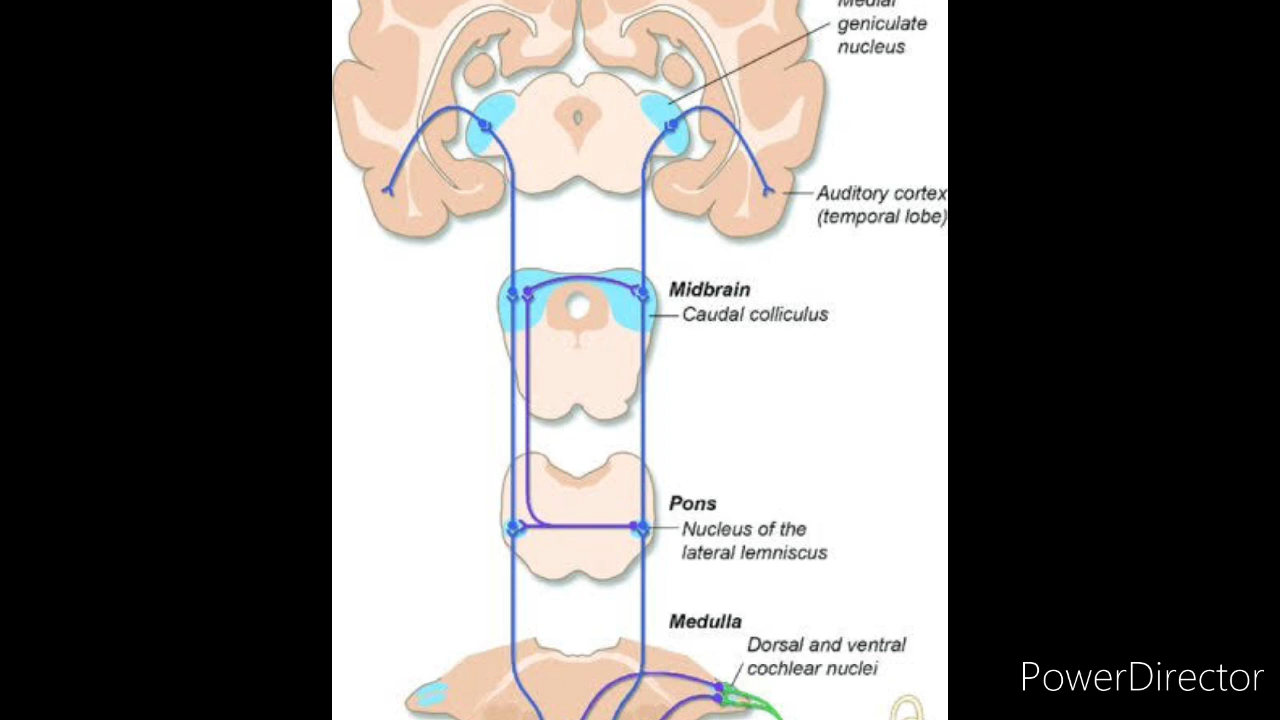 Medial
geniculate
nucleus
Auditory cortex
(temporal lobe)
Midbrain
Caudal colliculus
Pons
Nucleus of the
lateral lemniscus
Medulla
Dorsal and ventral
cochlear nuclei
PowerDirector